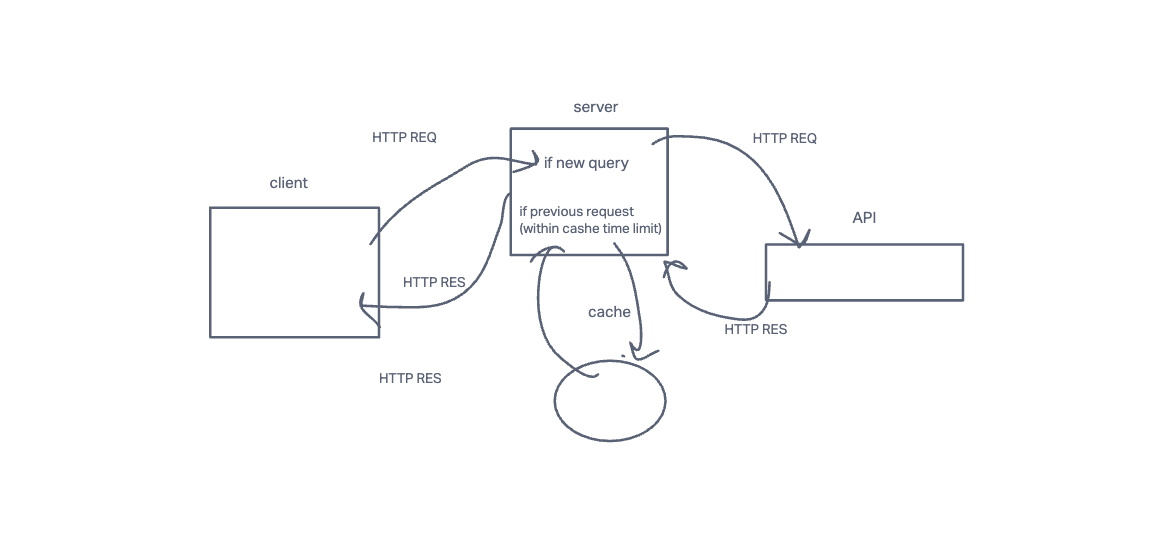 server
HTTP REQ
HTTP REQ
if new query
client
if previous request
(within cashe time limit)
API
HTTP RES
cache
HTTP RES
HTTP RES